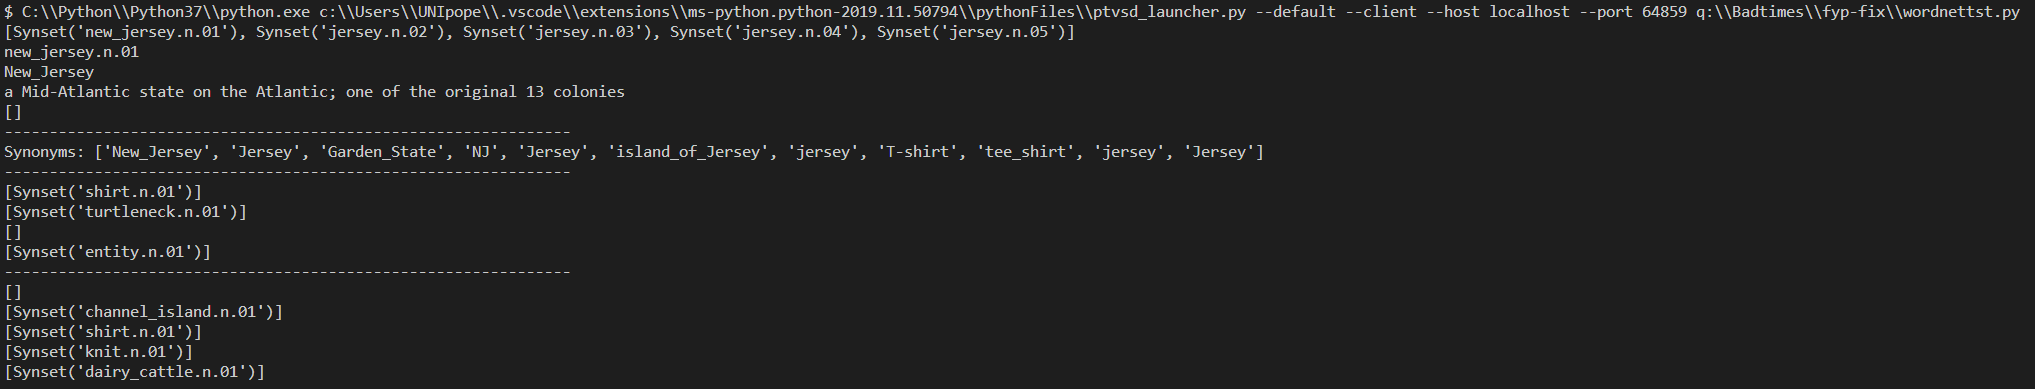 $ C:\\Python\\Python37\\python.exe c:\\Users\\UNIpope\\.vscode\\extensions\\ms-python.python-2019.11.50794\\pythonFiles\\ptvsd_launcher.py --default --client --host localhost --port 64859 q:\\Badtimes\\fyp-fix\\wordnettst.py
[Synset('new_jersey.n.01'), Synset('jersey.n.02'), Synset('jersey.n.03'), Synset('jersey.n.04'), Synset('jersey.n.05')]
new_jersey.n.01
New_Jersey
a Mid-Atlantic state on the Atlantic; one of the original 13 colonies
[]
---------------------------------------------------------------
Synonyms: ['New_Jersey', 'Jersey', 'Garden_State', 'NJ', 'Jersey', 'island_of_Jersey', 'jersey', 'T-shirt', 'tee_shirt', 'jersey', 'Jersey']
---------------------------------------------------------------
[Synset('shirt.n.01')]
[Synset('turtleneck.n.01')]
[]
[Synset('entity.n.01')]
---------------------------------------------------------------
[]
[Synset('channel_island.n.01')]
[Synset('shirt.n.01')]
[Synset('knit.n.01')]
[Synset('dairy_cattle.n.01')]